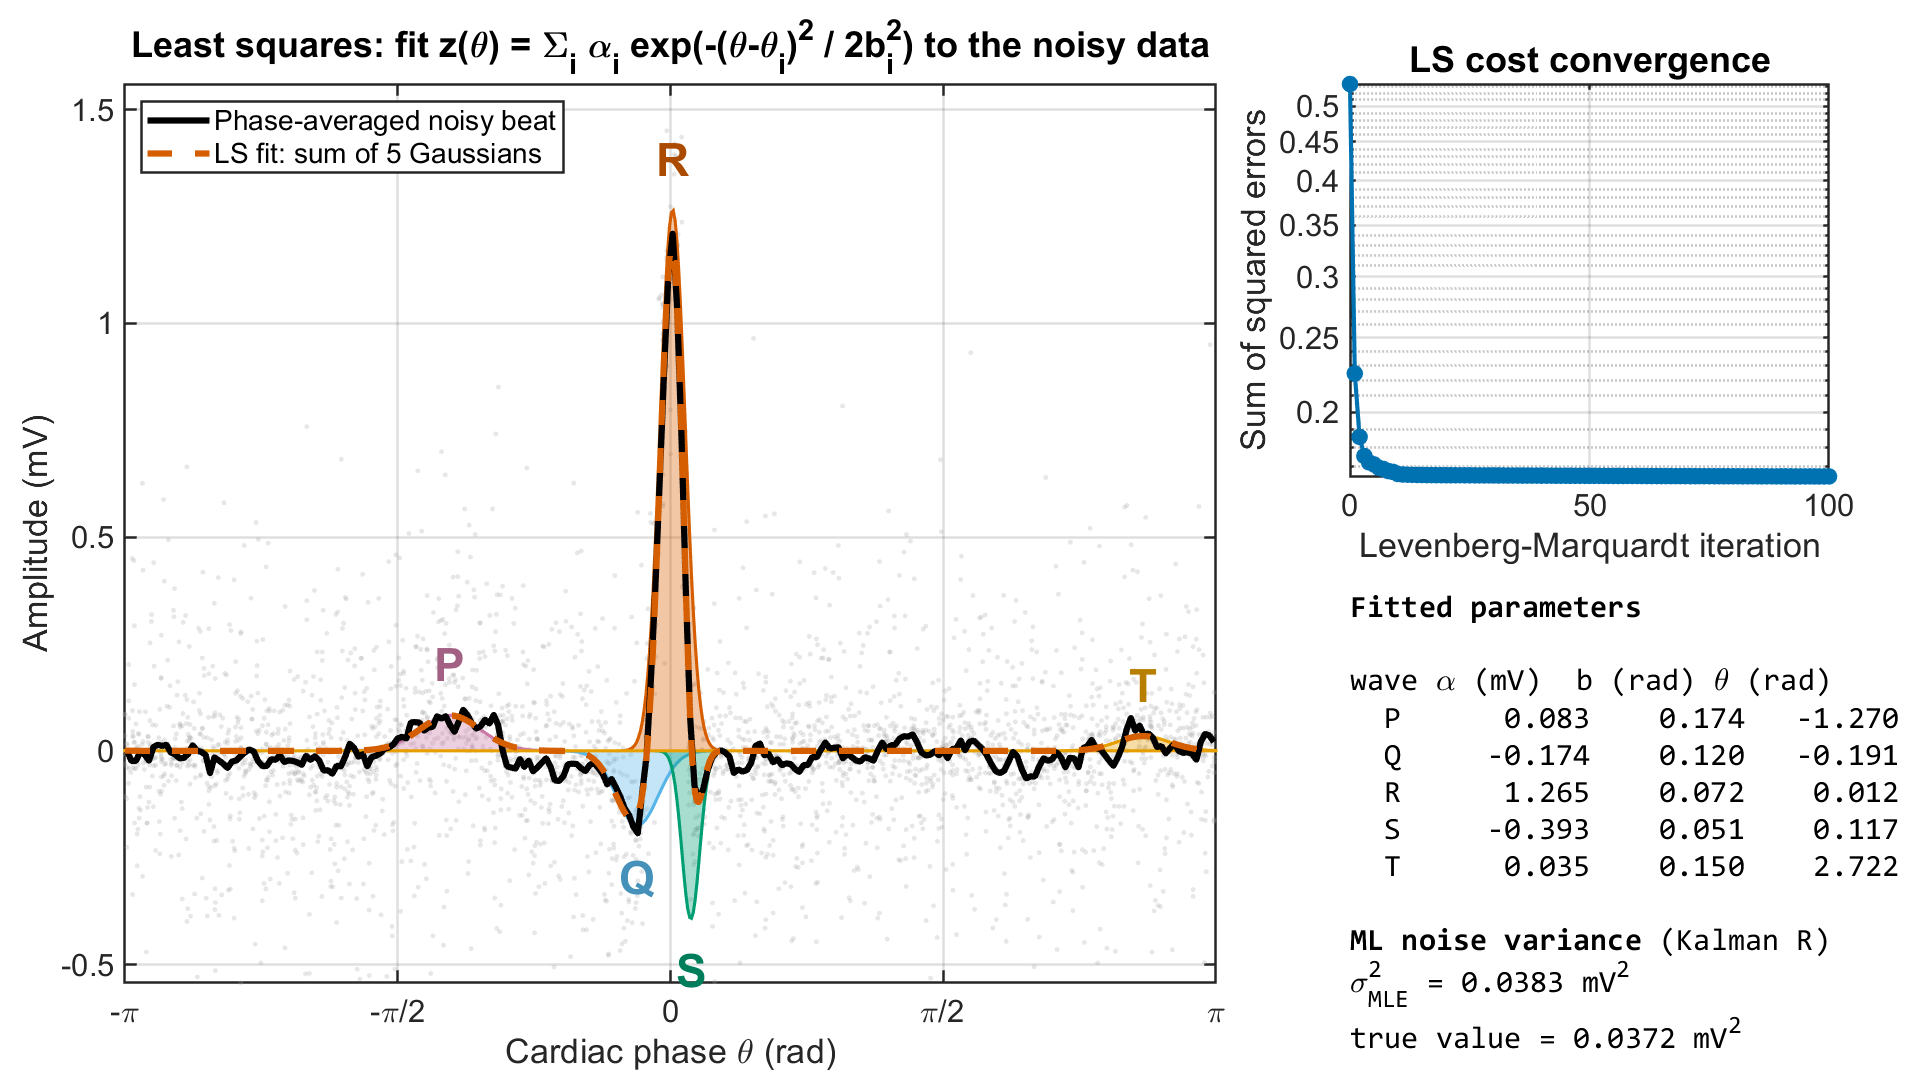 Least squares: fit z(θ) = Σᵢ αᵢ exp(-(θ-θᵢ)² / 2bᵢ²) to the noisy data
Phase-averaged noisy beat
LS fit: sum of 5 Gaussians
1.5
1
0.5
0
-0.5
Amplitude (mV)
R
P
T
Q
S
-π
-π/2
0
π/2
π
Cardiac phase θ (rad)
LS cost convergence
0.5
0.45
0.4
0.35
0.3
0.25
0.2
Sum of squared errors
0
50
100
Levenberg-Marquardt iteration
Fitted parameters
wave α (mV) b (rad) θ (rad)
P 0.083 0.174 -1.270
Q -0.174 0.120 -0.191
R 1.265 0.072 0.012
S -0.393 0.051 0.117
T 0.035 0.150 2.722
ML noise variance (Kalman R)
σ²_MLE = 0.0383 mV²
true value = 0.0372 mV²